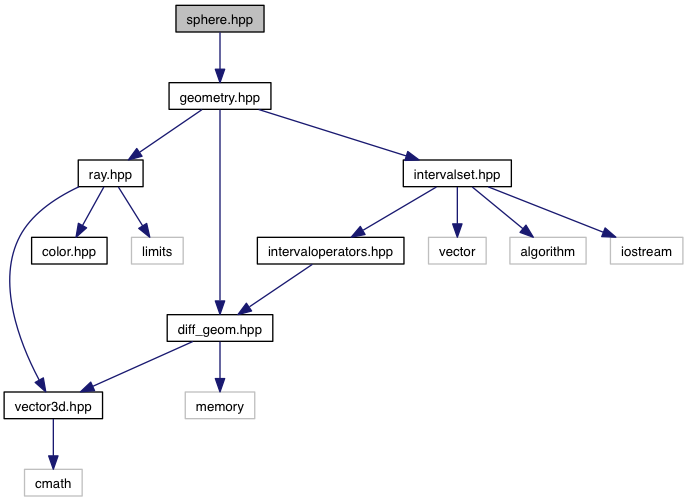 sphere.hpp
geometry.hpp
ray.hpp
intervalset.hpp
color.hpp
limits
intervaloperators.hpp
vector
algorithm
iostream
diff_geom.hpp
vector3d.hpp
memory
cmath